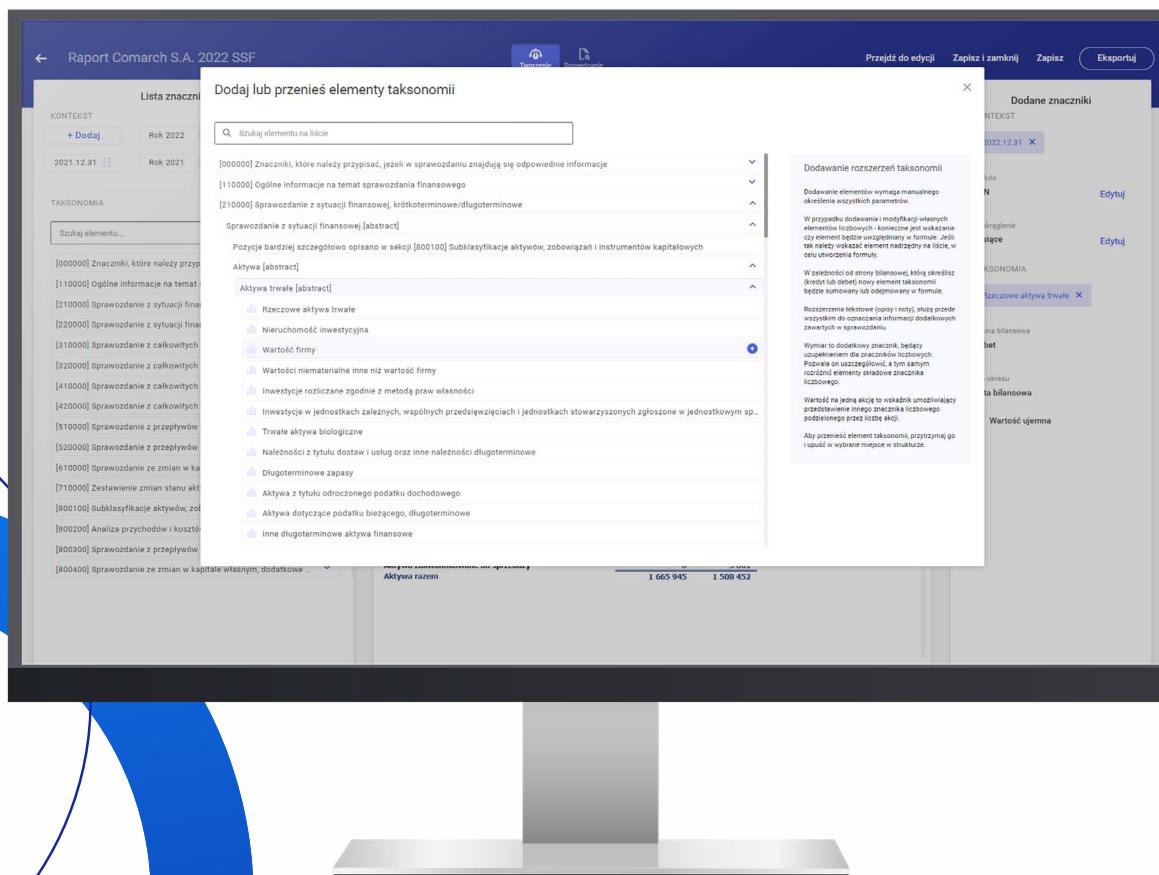 Raport Comarch S.A. 2022 SSF
Tworzenie
Sprawdzanie
Przejdź do edycji
Zapisz i zamknij
Zapisz
Eksportuj
Lista znaczni
KONTEKST
+ Dodaj
Rok 2022
2021.12.31
Rok 2021
TAKSONOMIA
Szukaj elementu...
[000000] Znaczniki, które należy przyp
[110000] Ogólne informacje na temat
[210000] Sprawozdanie z sytuacji fina
[220000] Sprawozdanie z sytuacji fina
[310000] Sprawozdanie z całkowitych
[320000] Sprawozdanie z całkowitych
[410000] Sprawozdanie z całkowitych
[420000] Sprawozdanie z całkowitych
[510000] Sprawozdanie z przepływów
[520000] Sprawozdanie z przepływów
[610000] Sprawozdanie ze zmian w ka
[710000] Zestawienie zmian stanu akt
[800100] Subklasyfikacje aktywów, zob
[800200] Analiza przychodów i kosztó
[800300] Sprawozdanie z przepływów
[800400] Sprawozdanie ze zmian w kapitale własnym, dodatkowe ...
Dodaj lub przenieś elementy taksonomii
Szukaj elementu na liście
[000000] Znaczniki, które należy przypisać, jeżeli w sprawozdaniu znajdują się odpowiednie informacje
[110000] Ogólne informacje na temat sprawozdania finansowego
[210000] Sprawozdanie z sytuacji finansowej, krótkoterminowe/długoterminowe
Sprawozdanie z sytuacji finansowej [abstract]
Pozycje bardziej szczegółowo opisano w sekcji [800100] Subklasyfikacje aktywów, zobowiązań i instrumentów kapitałowych
Aktywa [abstract]
Aktywa trwałe [abstract]
Rzeczowe aktywa trwałe
Nieruchomość inwestycyjna
Wartość firmy
Wartości niematerialne inne niż wartość firmy
Inwestycje rozliczane zgodnie z metodą praw własności
Inwestycje w jednostkach zależnych, wspólnych przedsięwzięciach i jednostkach stowarzyszonych zgłoszone w jednostkowym sp...
Trwałe aktywa biologiczne
Należności z tytułu dostaw i usług oraz inne należności długoterminowe
Długoterminowe zapasy
Aktywa z tytułu odroczonego podatku dochodowego
Aktywa dotyczące podatku bieżącego, długoterminowe
Inne długoterminowe aktywa finansowe
Dodawanie rozszerzeń taksonomii
Dodawanie elementów wymaga manualnego
określenia wszystkich parametrów.
W przypadku dodawania i modyfikacji własnych
elementów liczbowych - konieczne jest wskazanie
czy element będzie uwzględniany w formule. Jeśli
tak należy wskazać element nadrzędny na liście, w
celu utworzenia formuły.
W zależności od strony bilansowej, którą określisz
(kredyt lub debet) nowy element taksonomii
będzie sumowany lub odejmowany w formule.
Rozszerzenia tekstowe (opisy i noty), służą przede
wszystkim do oznaczania informacji dodatkowych
zawartych w sprawozdaniu.
Wymiar to dodatkowy znacznik, będący
uzupełnieniem dla znaczników liczbowych.
Pozwala on uszczegółowić, a tym samym
rozróżnić elementy składowe znacznika
liczbowego.
Wartość na jedną akcję to wskaźnik umożliwiający
przedstawienie innego znacznika liczbowego
podzielonego przez liczbę akcji.
Aby przenieść element taksonomii, przytrzymaj go
i upuść w wybrane miejsce w strukturze.
Aktywa razem 1 665 945 1 508 452
Dodane znaczniki
NTEKST
2022.12.31
luta
N
Edytuj
okrąglenie
siące
Edytuj
KSONOMIA
Rzeczowe aktywa trwałe
ona bilansowa
bet
okresu
ta bilansowa
Wartość ujemna